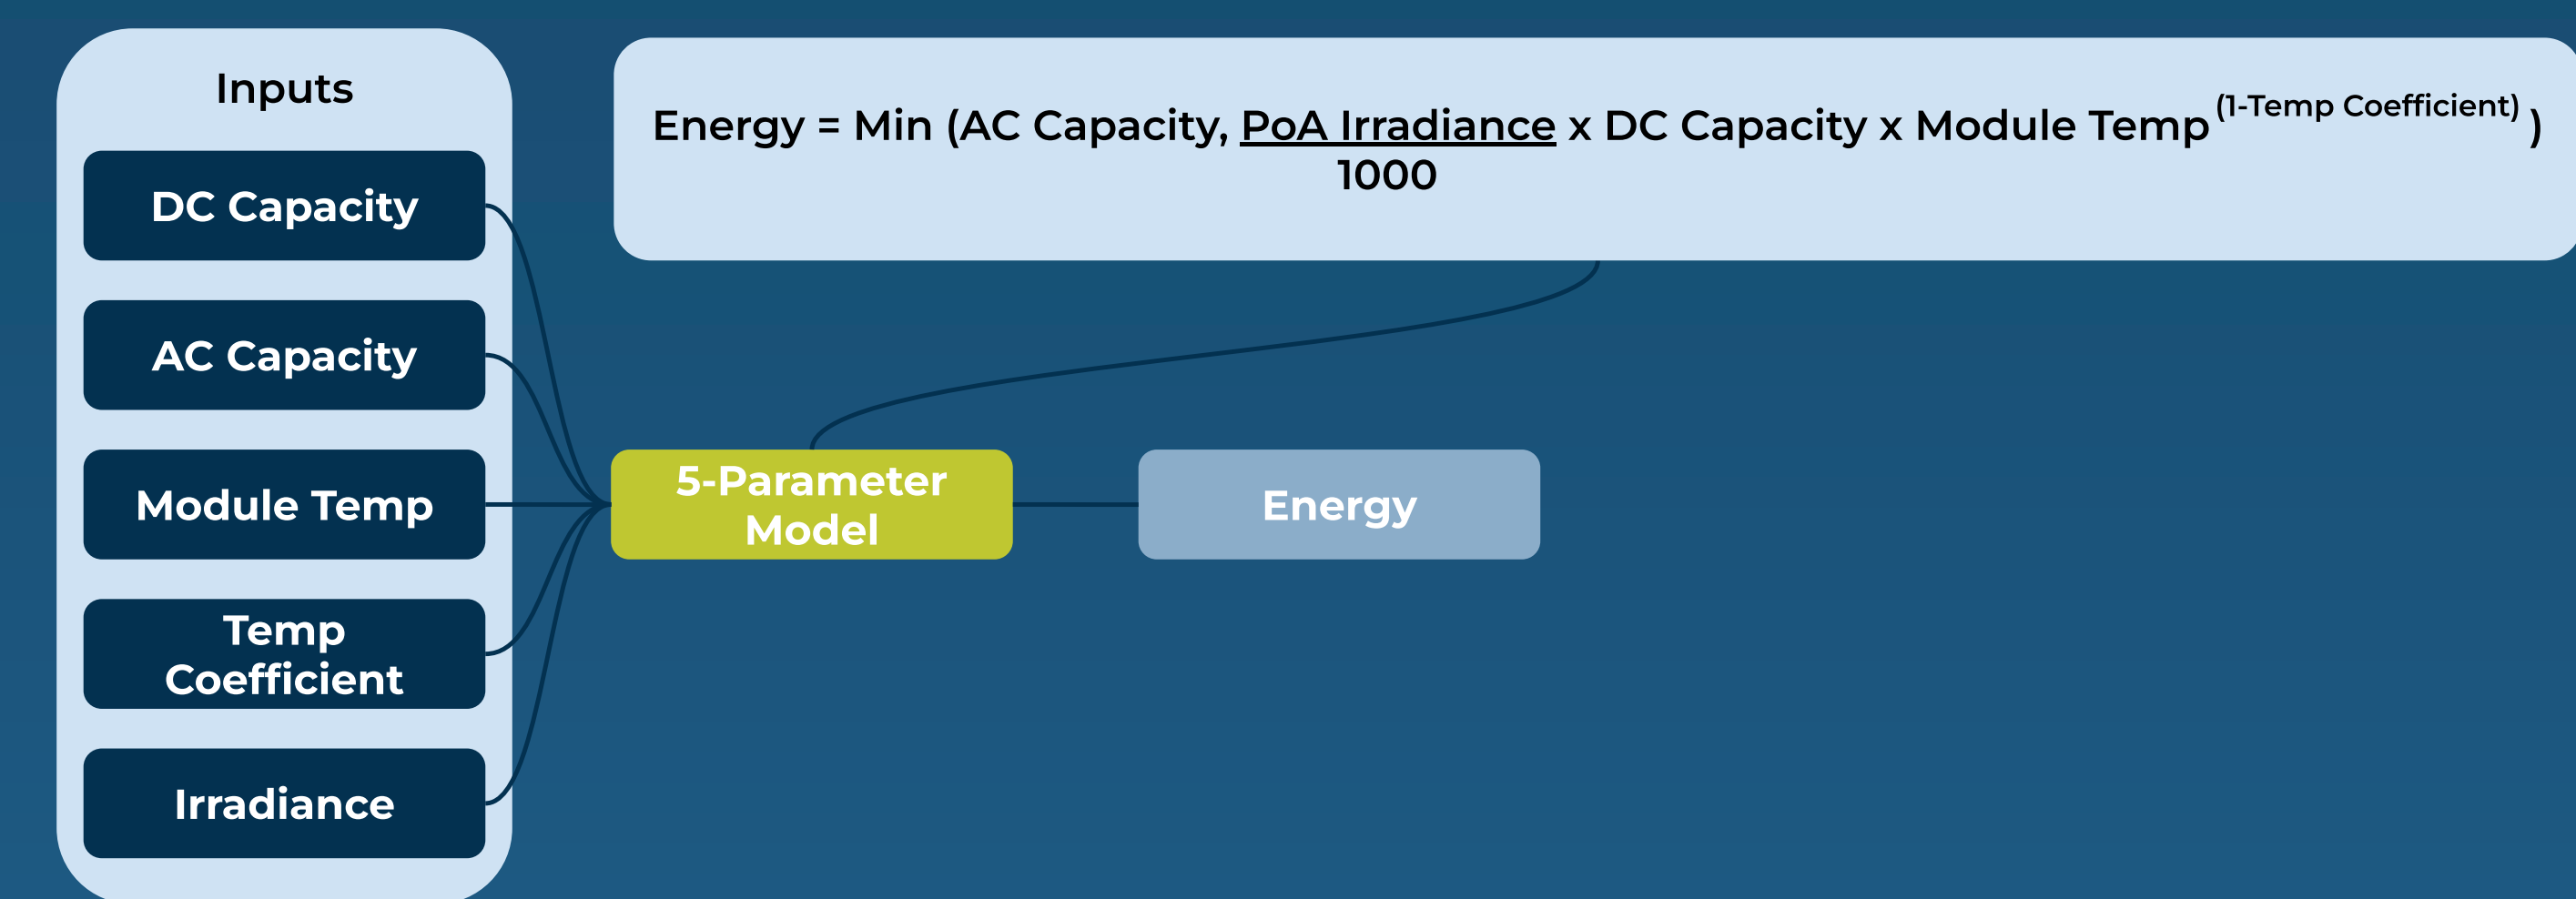 Inputs
DC Capacity
AC Capacity
Module Temp
Temp
Coefficient
Irradiance
Energy = Min (AC Capacity, PoA Irradiance x DC Capacity x Module Temp (1-Temp Coefficient) )
1000
5-Parameter
Model
Energy